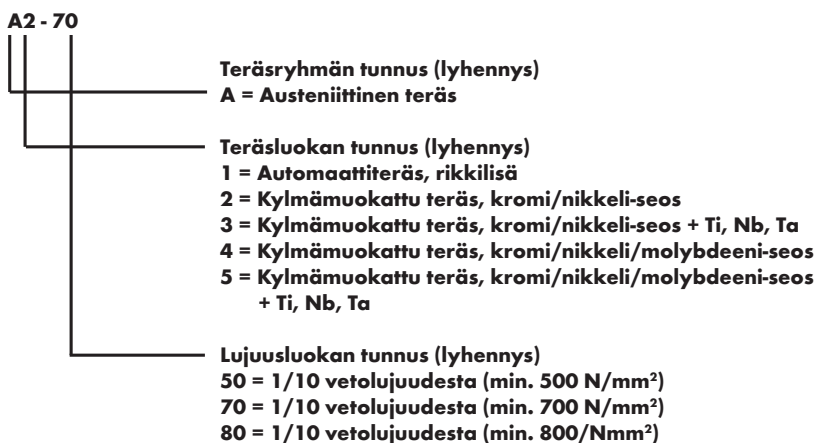 A2 - 70
Teräsryhmän tunnus (lyhennys)
A = Austeniittinen teräs
Teräsluokan tunnus (lyhennys)
1 = Automaattiteräs, rikkilisä
2 = Kylmämuokattu teräs, kromi/nikkeli-seos
3 = Kylmämuokattu teräs, kromi/nikkeli-seos + Ti, Nb, Ta
4 = Kylmämuokattu teräs, kromi/nikkeli/molybdeeni-seos
5 = Kylmämuokattu teräs, kromi/nikkeli/molybdeeni-seos
+ Ti, Nb, Ta
Lujuusluokan tunnus (lyhennys)
50 = 1/10 vetolujuudesta (min. 500 N/mm²)
70 = 1/10 vetolujuudesta (min. 700 N/mm²)
80 = 1/10 vetolujuudesta (min. 800/Nmm²)